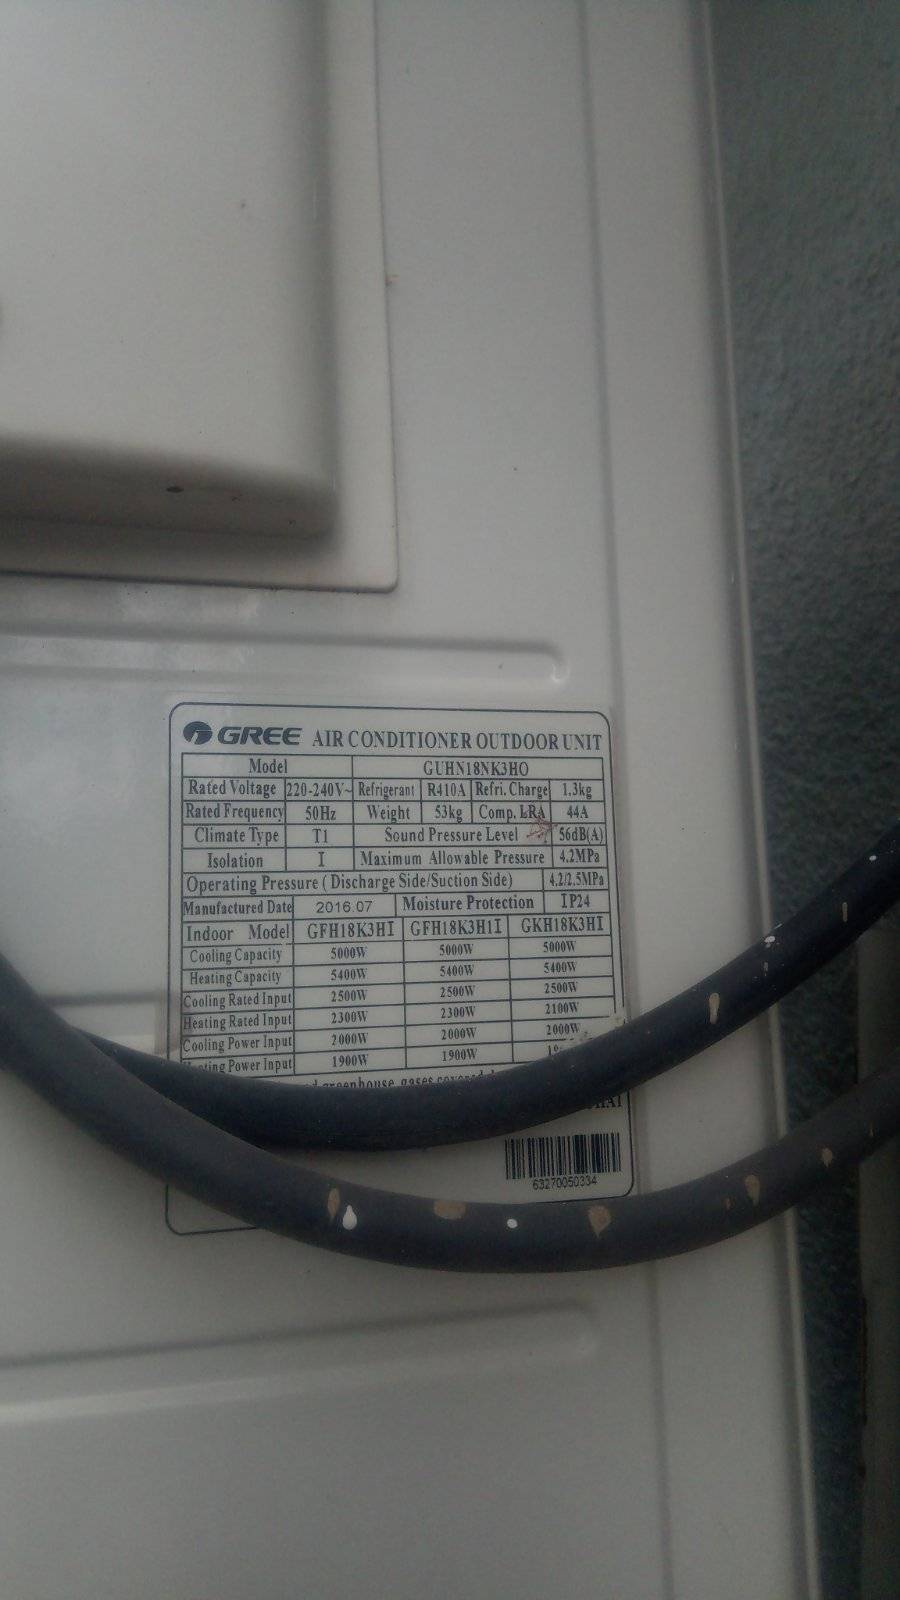 GREE AIR CONDITIONER OUTDOOR UNIT
Model GUHN18NK3HO
Rated Voltage 220-240V~ Refrigerant R410A Refri. Charge 1.3kg
Rated Frequency 50Hz Weight 53kg Comp. LRA 44A
Climate Type T1 Sound Pressure Level 56dB(A)
Isolation I Maximum Allowable Pressure 4.2MPa
Operating Pressure (Discharge Side/Suction Side) 4.2/2.5MPa
Manufactured Date 2016.07 Moisture Protection IP24
Indoor Model GFH18K3HI GFH18K3H1I GKH18K3HI
Cooling Capacity 5000W 5000W 5000W
Heating Capacity 5400W 5400W 5400W
Cooling Rated Input 2500W 2500W 2500W
Heating Rated Input 2300W 2300W 2100W
Cooling Power Input 2000W 2000W 2000W
Power Input 1900W 1900W
greenhouse gases
63270050334